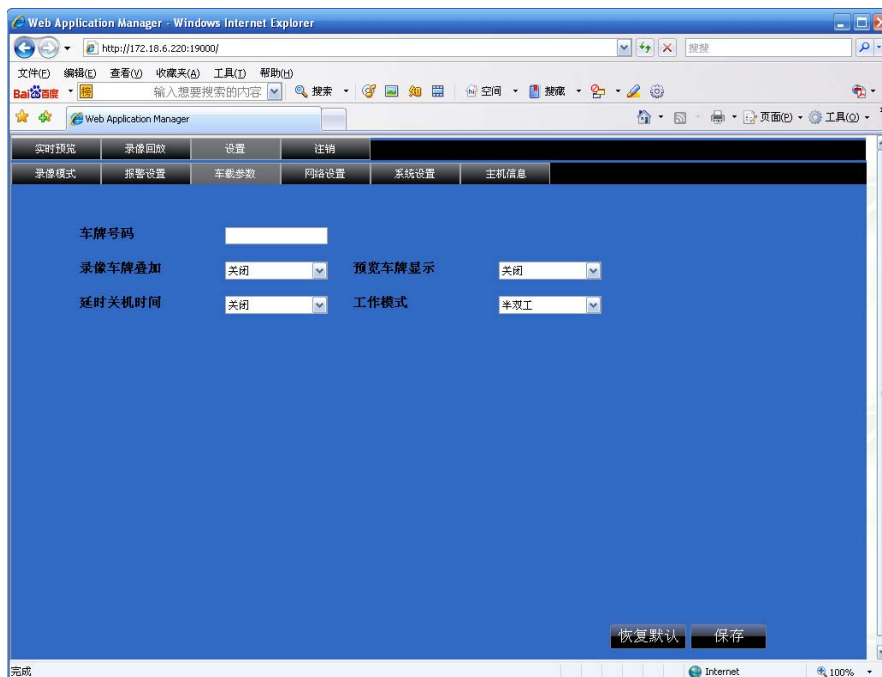 Web Application Manager - Windows Internet Explorer
http://172.18.6.220:19000/
搜搜
文件(F) 编辑(E) 查看(V) 收藏夹(A) 工具(T) 帮助(H)
Bai 百度 榜 输入想要搜索的内容 搜索 空间 搜藏
Web Application Manager 页面(P) 工具(O)
实时预览 录像回放 设置 注销
录像模式 报警设置 车载参数 网络设置 系统设置 主机信息
车牌号码
录像车牌叠加 关闭 预览车牌显示 关闭
延时关机时间 关闭 工作模式 半双工
恢复默认 保存
完成 Internet 100%